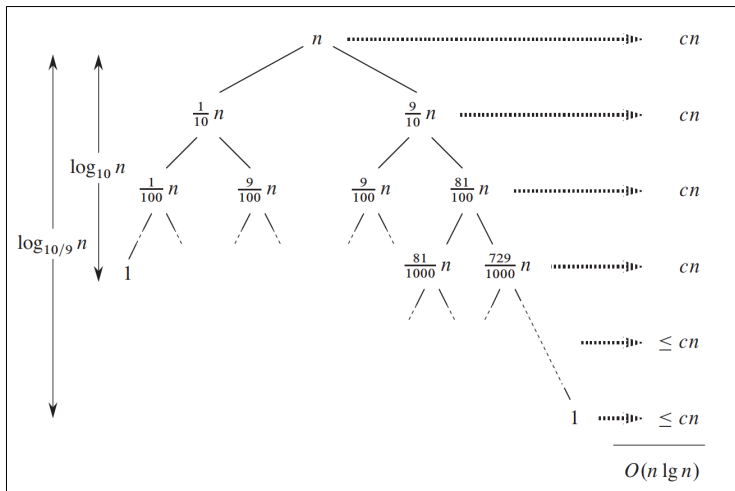 n cn
1/10 n 9/10 n cn
log₁₀ n
1/100 n 9/100 n 9/100 n 81/100 n cn
log₁₀/₉ n
1 81/1000 n 729/1000 n cn
≤ cn
1 ≤ cn
O(n lg n)